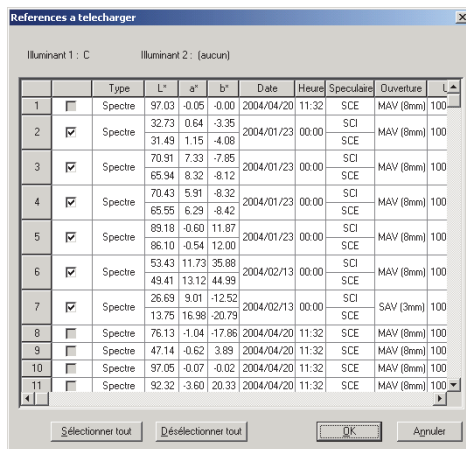 References a telecharger
Illuminant 1 : C Illuminant 2 : (aucun)
Type L* a* b* Date Heure Speculaire Ouverture
1 Spectre 97.03 -0.05 -0.00 2004/04/20 11:32 SCE MAV (8mm) 100
2 Spectre 32.73 0.64 -3.35 2004/01/23 00:00 SCI MAV (8mm) 100
31.49 1.15 -4.08 SCE
3 Spectre 70.91 7.33 -7.85 2004/01/23 00:00 SCI MAV (8mm) 100
65.94 8.32 -8.12 SCE
4 Spectre 70.43 5.91 -8.32 2004/01/23 00:00 SCI MAV (8mm) 100
65.55 6.29 -8.42 SCE
5 Spectre 89.18 -0.60 11.87 2004/01/23 00:00 SCI MAV (8mm) 100
86.10 -0.54 12.00 SCE
6 Spectre 53.43 11.73 35.88 2004/02/13 00:00 SCI MAV (8mm) 100
49.41 13.12 44.99 SCE
7 Spectre 26.69 9.01 -12.52 2004/02/13 00:00 SCI SAV (3mm) 100
13.75 16.98 -20.79 SCE
8 Spectre 76.13 -1.04 -17.86 2004/04/20 11:32 SCE MAV (8mm) 100
9 Spectre 47.14 -0.62 3.89 2004/04/20 11:32 SCE MAV (8mm) 100
10 Spectre 97.05 -0.07 -0.02 2004/04/20 11:32 SCE MAV (8mm) 100
11 Spectre 92.32 -3.60 20.33 2004/04/20 11:32 SCE MAV (8mm) 100
Sélectionner tout Désélectionner tout OK Annuler